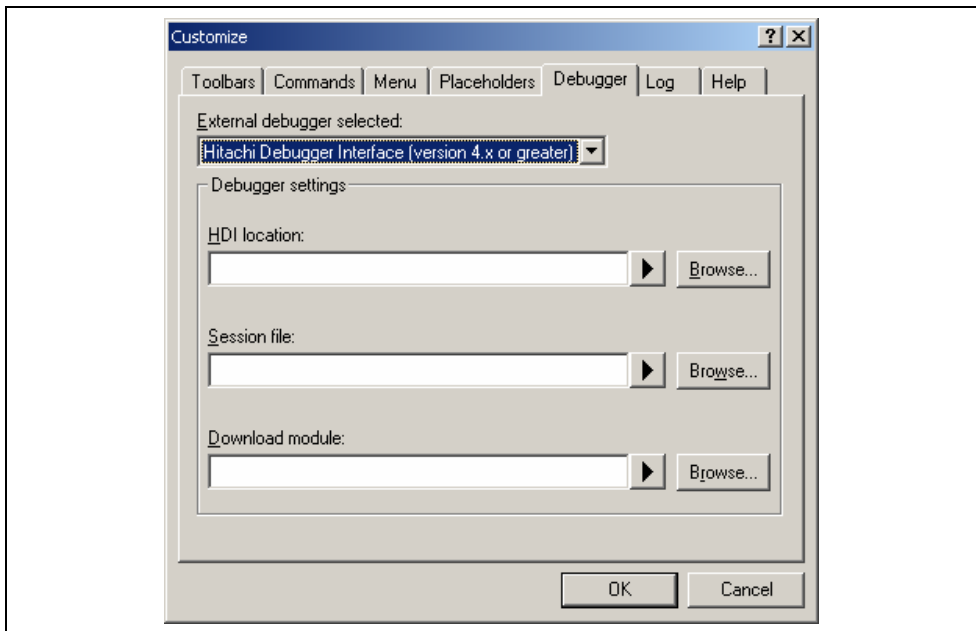 Customize
Toolbars Commands Menu Placeholders Debugger Log Help
External debugger selected:
Hitachi Debugger Interface (version 4.x or greater)
Debugger settings
HDI location:
Browse...
Session file:
Browse...
Download module:
Browse...
OK Cancel